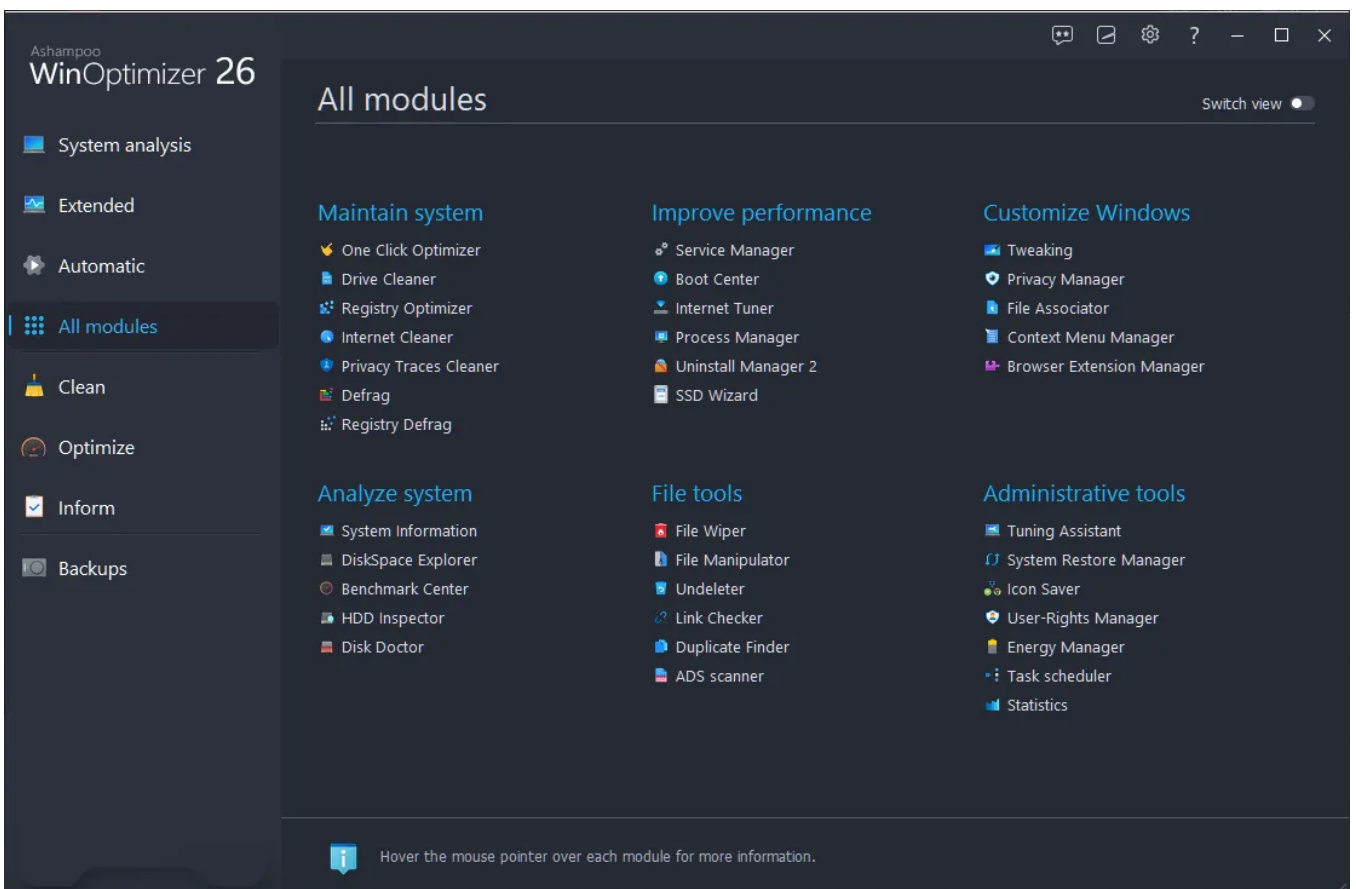 Ashampoo
WinOptimizer 26
System analysis
Extended
Automatic
All modules
Clean
Optimize
Inform
Backups
?
All modules
Switch view
Maintain system
One Click Optimizer
Drive Cleaner
Registry Optimizer
Internet Cleaner
Privacy Traces Cleaner
Defrag
Registry Defrag
Improve performance
Service Manager
Boot Center
Internet Tuner
Process Manager
Uninstall Manager 2
SSD Wizard
Customize Windows
Tweaking
Privacy Manager
File Associator
Context Menu Manager
Browser Extension Manager
Analyze system
System Information
DiskSpace Explorer
Benchmark Center
HDD Inspector
Disk Doctor
File tools
File Wiper
File Manipulator
Undeleter
Link Checker
Duplicate Finder
ADS scanner
Administrative tools
Tuning Assistant
System Restore Manager
Icon Saver
User-Rights Manager
Energy Manager
Task scheduler
Statistics
Hover the mouse pointer over each module for more information.